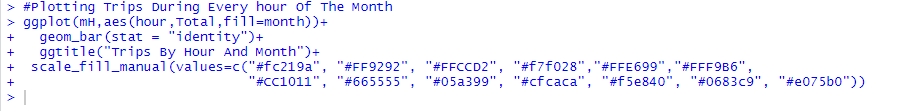 > #Plotting Trips During Every hour Of The Month
> ggplot(mH,aes(hour,Total,fill=month))+
+   geom_bar(stat = "identity")+
+   ggtitle("Trips By Hour And Month")+
+  scale_fill_manual(values=c("#fc219a", "#FF9292", "#FFCCD2", "#f7f028","#FFE699","#FFF9B6",
+                             "#CC1011", "#665555", "#05a399", "#cfcaca", "#f5e840", "#0683c9", "#e075b0"))
>